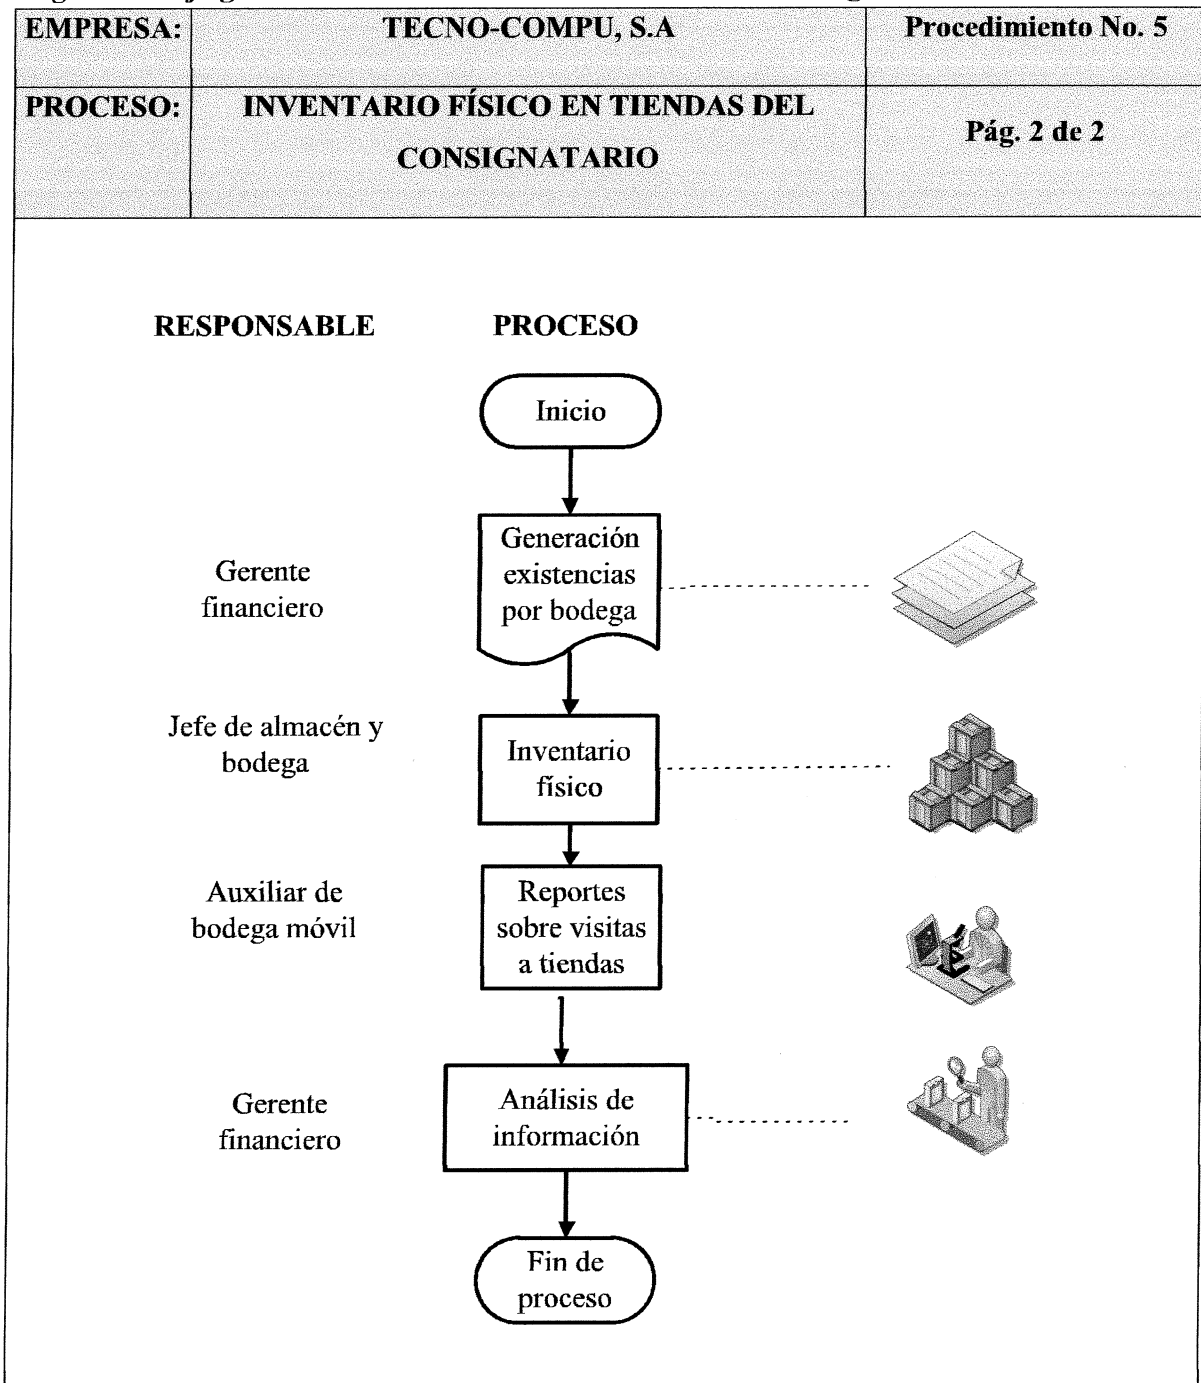 EMPRESA:
TECNO-COMPU, S.A
Procedimiento No. 5
PROCESO:
INVENTARIO FÍSICO EN TIENDAS DEL
CONSIGNATARIO
Pág. 2 de 2
RESPONSABLE
PROCESO
Inicio
Gerente
financiero
Generación
existencias
por bodega
Jefe de almacén y
bodega
Inventario
físico
Auxiliar de
bodega móvil
Reportes
sobre visitas
a tiendas
Gerente
financiero
Análisis de
información
Fin de
proceso